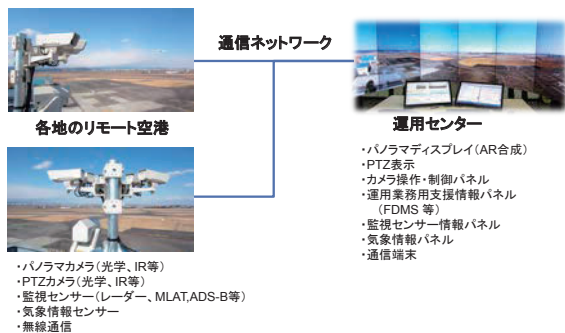 通信ネットワーク
各地のリモート空港
運用センター
・パノラマディスプレイ(AR合成)
・PTZ表示
・カメラ操作・制御パネル
・運用業務用支援情報パネル
(FDMS 等)
・監視センサー情報パネル
・気象情報パネル
・通信端末
・パノラマカメラ(光学、IR等)
・PTZカメラ(光学、IR等)
・監視センサー(レーダー、MLAT,ADS-B等)
・気象情報センサー
・無線通信